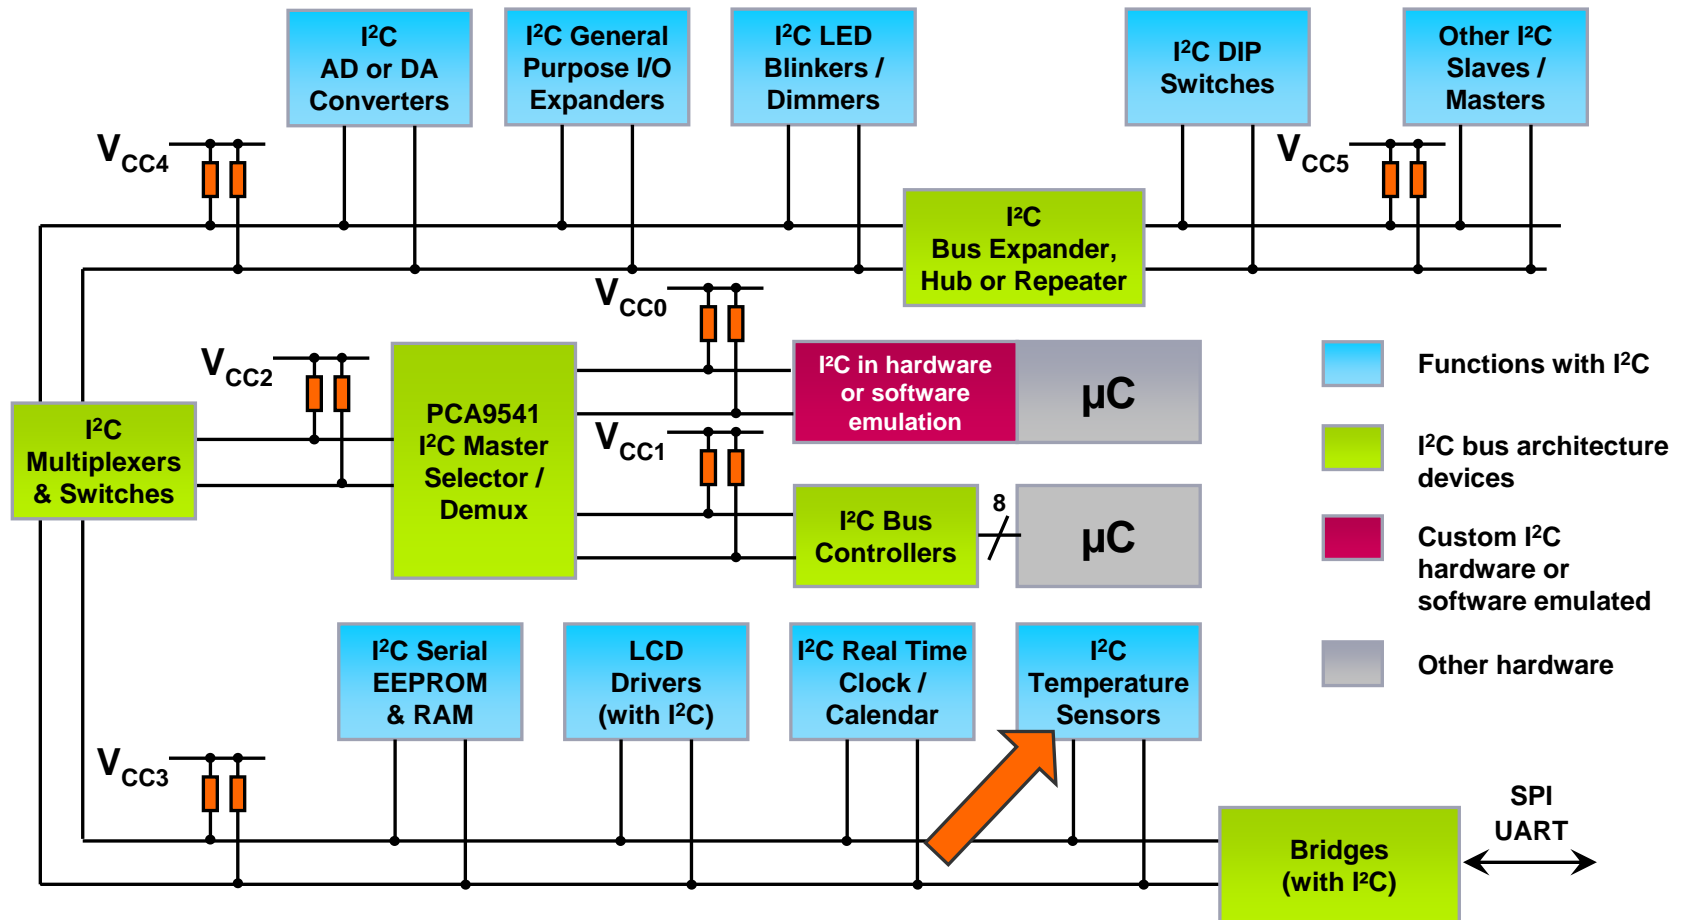 I²C
AD or DA
Converters
I²C General
Purpose I/O
Expanders
I²C LED
Blinkers /
Dimmers
I²C DIP
Switches
Other I²C
Slaves /
Masters
VCC4
VCC5
I²C
Bus Expander,
Hub or Repeater
VCC0
VCC2
I²C in hardware
or software
emulation
µC
Functions with I²C
I²C
Multiplexers
& Switches
PCA9541
I²C Master
Selector /
Demux
VCC1
I²C bus architecture
devices
I²C Bus
Controllers
8
µC
Custom I²C
hardware or
software emulated
Other hardware
I²C Serial
EEPROM
& RAM
LCD
Drivers
(with I²C)
I²C Real Time
Clock /
Calendar
I²C
Temperature
Sensors
VCC3
SPI
UART
Bridges
(with I²C)